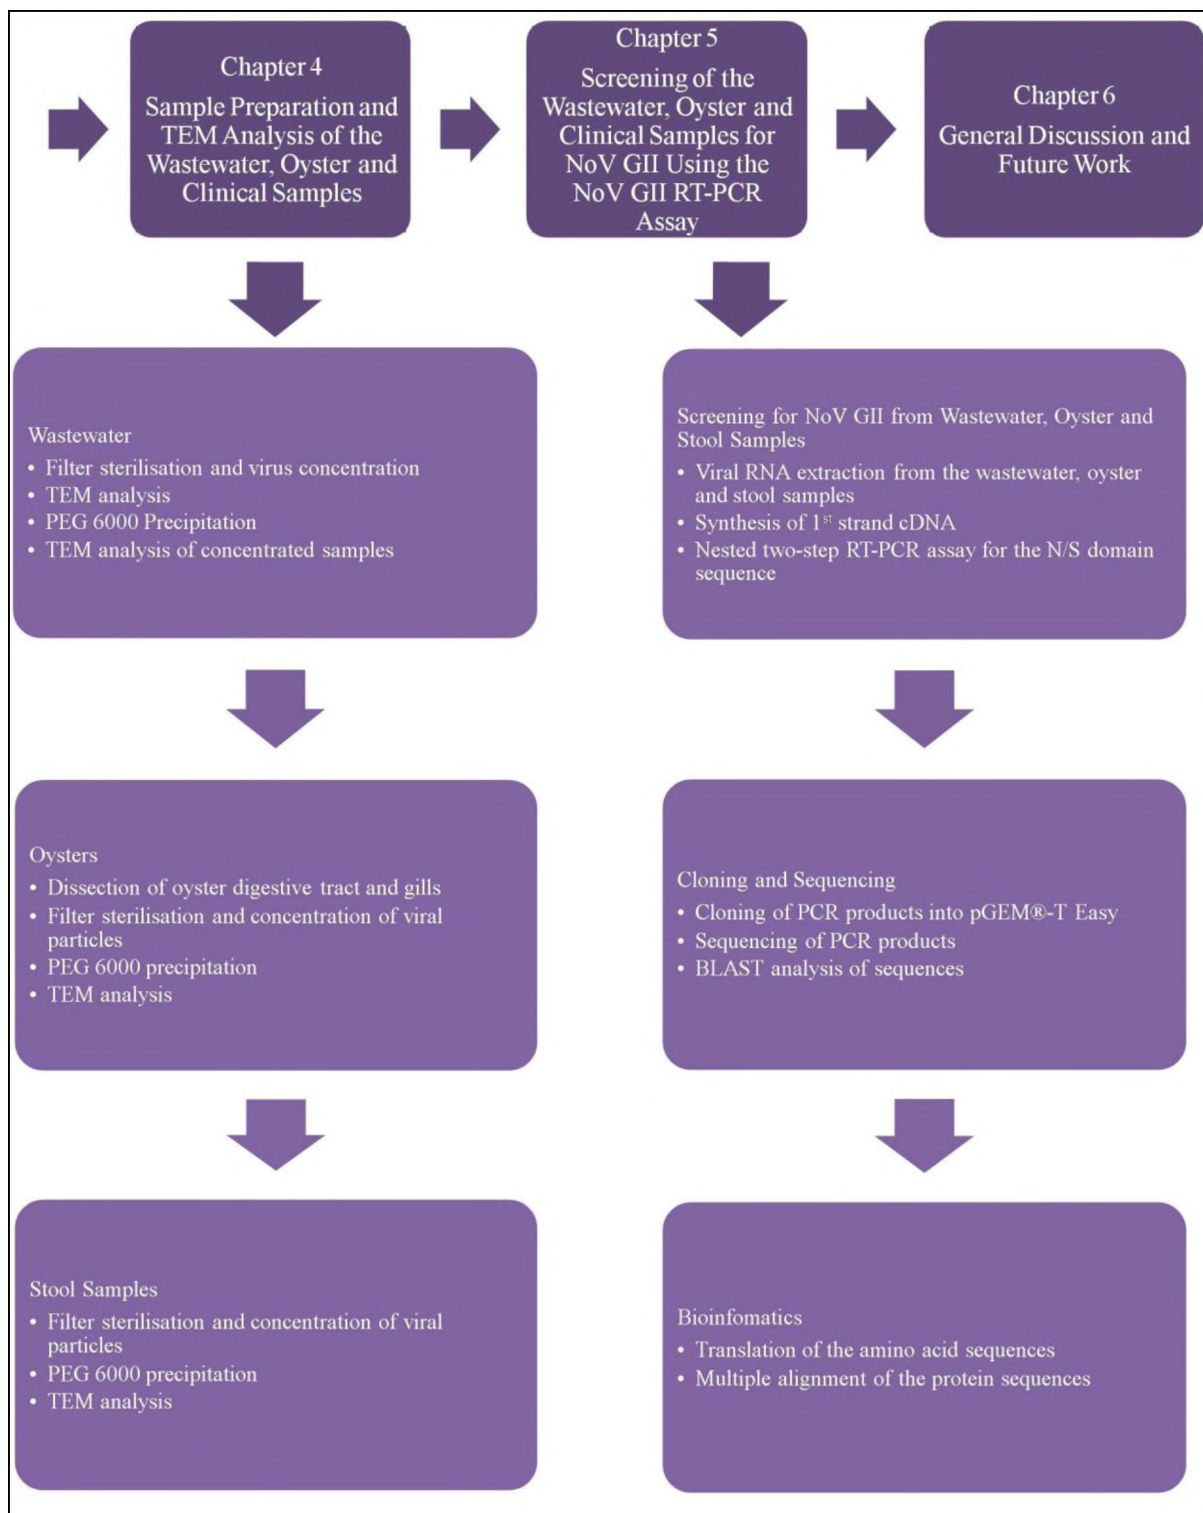 Chapter 4
Sample Preparation and
TEM Analysis of the
Wastewater, Oyster and
Clinical Samples
Chapter 5
Screening of the
Wastewater, Oyster and
Clinical Samples for
NoV GII Using the
NoV GII RT-PCR
Assay
Chapter 6
General Discussion and
Future Work
Wastewater
• Filter sterilisation and virus concentration
• TEM analysis
• PEG 6000 Precipitation
• TEM analysis of concentrated samples
Oysters
• Dissection of oyster digestive tract and gills
• Filter sterilisation and concentration of viral
particles
• PEG 6000 precipitation
• TEM analysis
Stool Samples
• Filter sterilisation and concentration of viral
particles
• PEG 6000 precipitation
• TEM analysis
Screening for NoV GII from Wastewater, Oyster and
Stool Samples
• Viral RNA extraction from the wastewater, oyster
and stool samples
• Synthesis of 1st strand cDNA
• Nested two-step RT-PCR assay for the N/S domain
sequence
Cloning and Sequencing
• Cloning of PCR products into pGEM®-T Easy
• Sequencing of PCR products
• BLAST analysis of sequences
Bioinfomatics
• Translation of the amino acid sequences
• Multiple alignment of the protein sequences